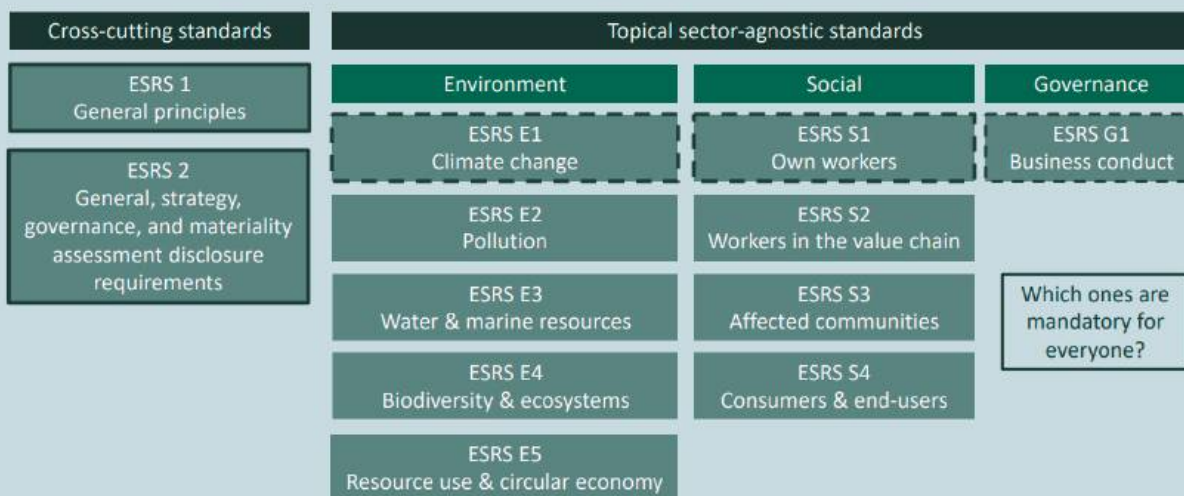 Cross-cutting standards
Topical sector-agnostic standards
ESRS 1
General principles
ESRS 2
General, strategy,
governance, and materiality
assessment disclosure
requirements
Environment
ESRS E1
Climate change
ESRS E2
Pollution
ESRS E3
Water & marine resources
ESRS E4
Biodiversity & ecosystems
ESRS E5
Resource use & circular economy
Social
ESRS S1
Own workers
ESRS S2
Workers in the value chain
ESRS S3
Affected communities
ESRS S4
Consumers & end-users
Governance
ESRS G1
Business conduct
Which ones are
mandatory for
everyone?